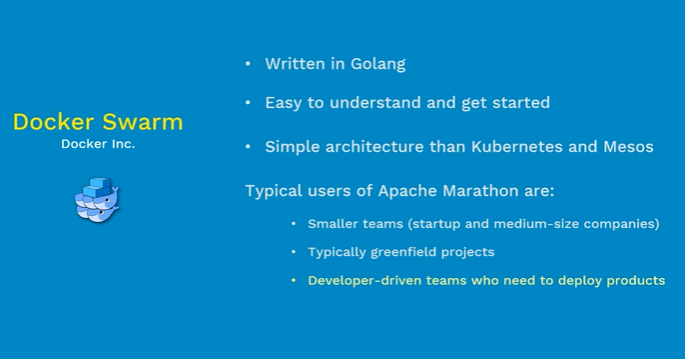 Docker Swarm
Docker Inc.
• Written in Golang
• Easy to understand and get started
• Simple architecture than Kubernetes and Mesos
Typical users of Apache Marathon are:
• Smaller teams (startup and medium-size companies)
• Typically greenfield projects
• Developer-driven teams who need to deploy products